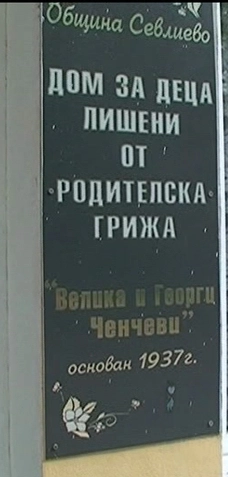 Община Севлиево
ДОМ ЗА ДЕЦА
ЛИШЕНИ
ОТ
РОДИТЕЛСКА
ГРИЖА
"Велика и Георги
Ченчеви"
основан 1937г.